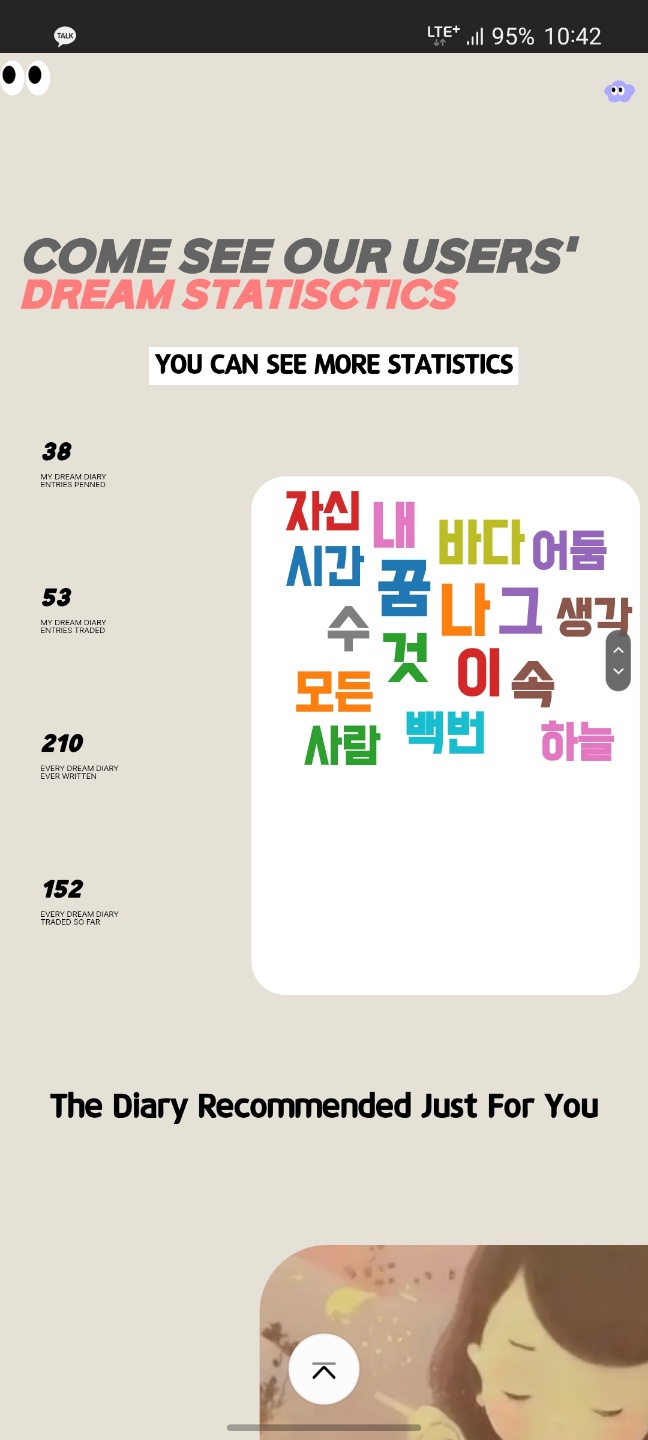 TALK
LTE+ 95% 10:42
COME SEE OUR USERS'
DREAM STATISCTICS
YOU CAN SEE MORE STATISTICS
38
MY DREAM DIARY
ENTRIES PENNED
53
MY DREAM DIARY
ENTRIES TRADED
210
EVERY DREAM DIARY
EVER WRITTEN
152
EVERY DREAM DIARY
TRADED SO FAR
자신 내 바다 어둠
시간 꿈 나 그 생각
수 것 이 속
모든
사람 백번 하늘
The Diary Recommended Just For You